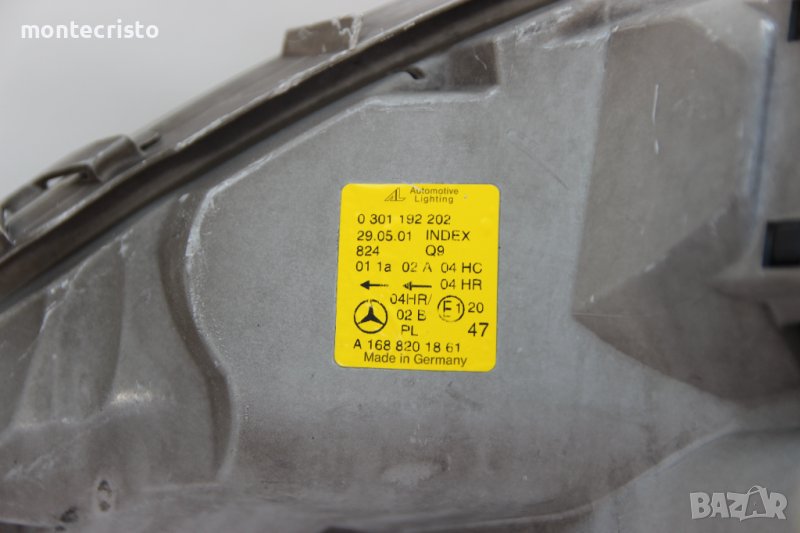 montecristo
AL Automotive
Lighting
0 301 192 202
29.05.01 INDEX
824 Q9
01 1a 02 A 04 HC
04 HR
04HR/
02 B E1 20
PL 47
A 168 820 18 61
Made in Germany
BAZAR